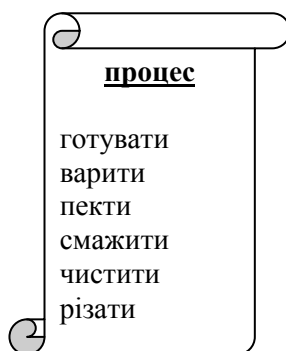 процес
готувати
варити
пекти
смажити
чистити
різати